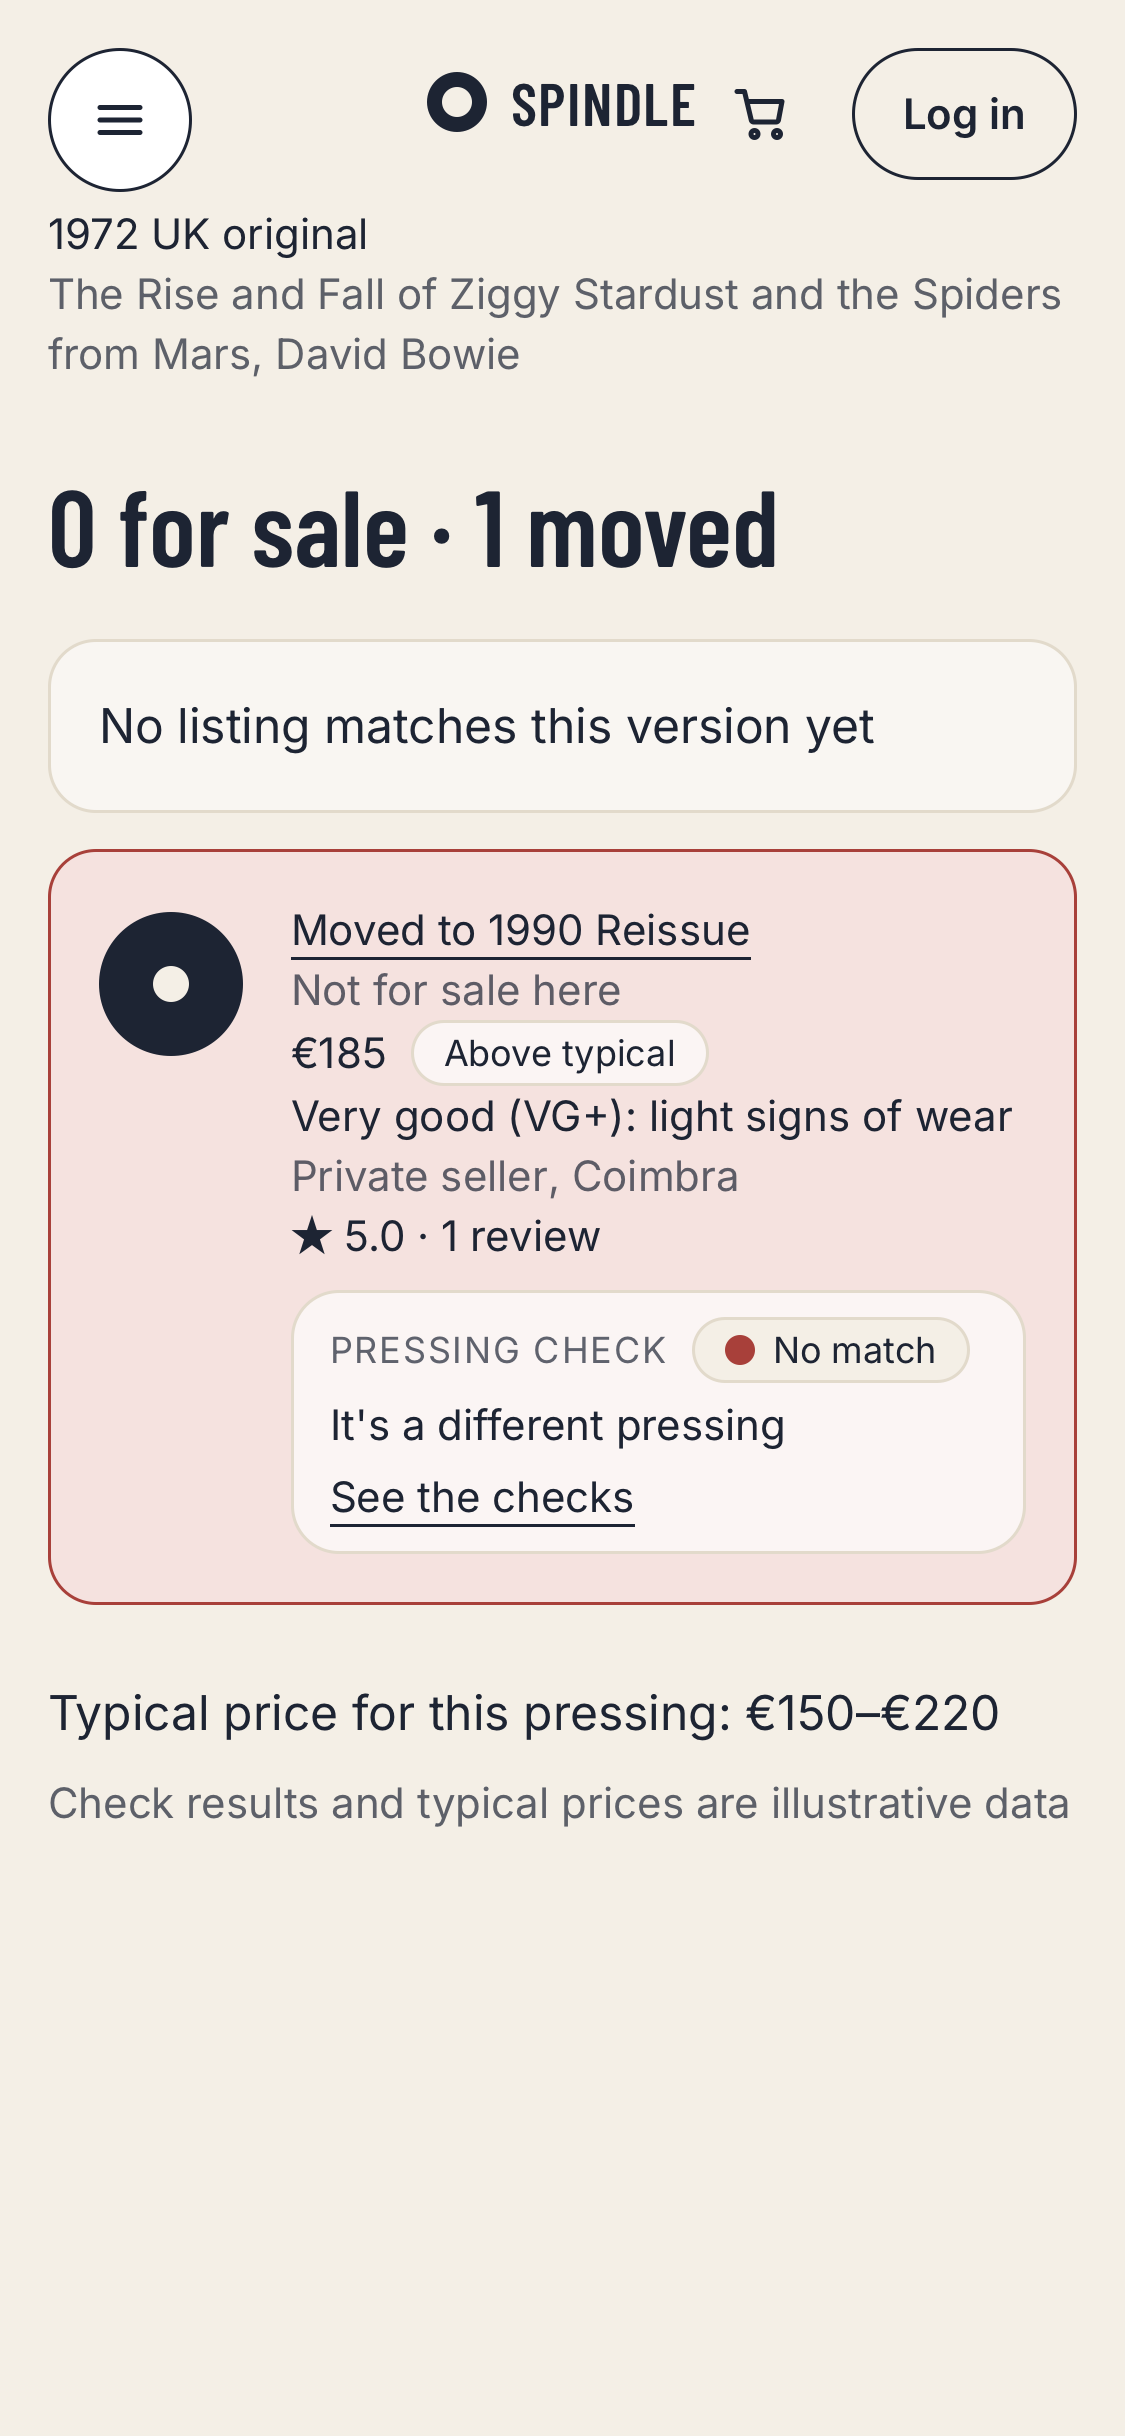 SPINDLE
Log in
1972 UK original
The Rise and Fall of Ziggy Stardust and the Spiders
from Mars, David Bowie
0 for sale · 1 moved
No listing matches this version yet
Moved to 1990 Reissue
Not for sale here
€185 Above typical
Very good (VG+): light signs of wear
Private seller, Coimbra
★ 5.0 · 1 review
PRESSING CHECK No match
It's a different pressing
See the checks
Typical price for this pressing: €150–€220
Check results and typical prices are illustrative data